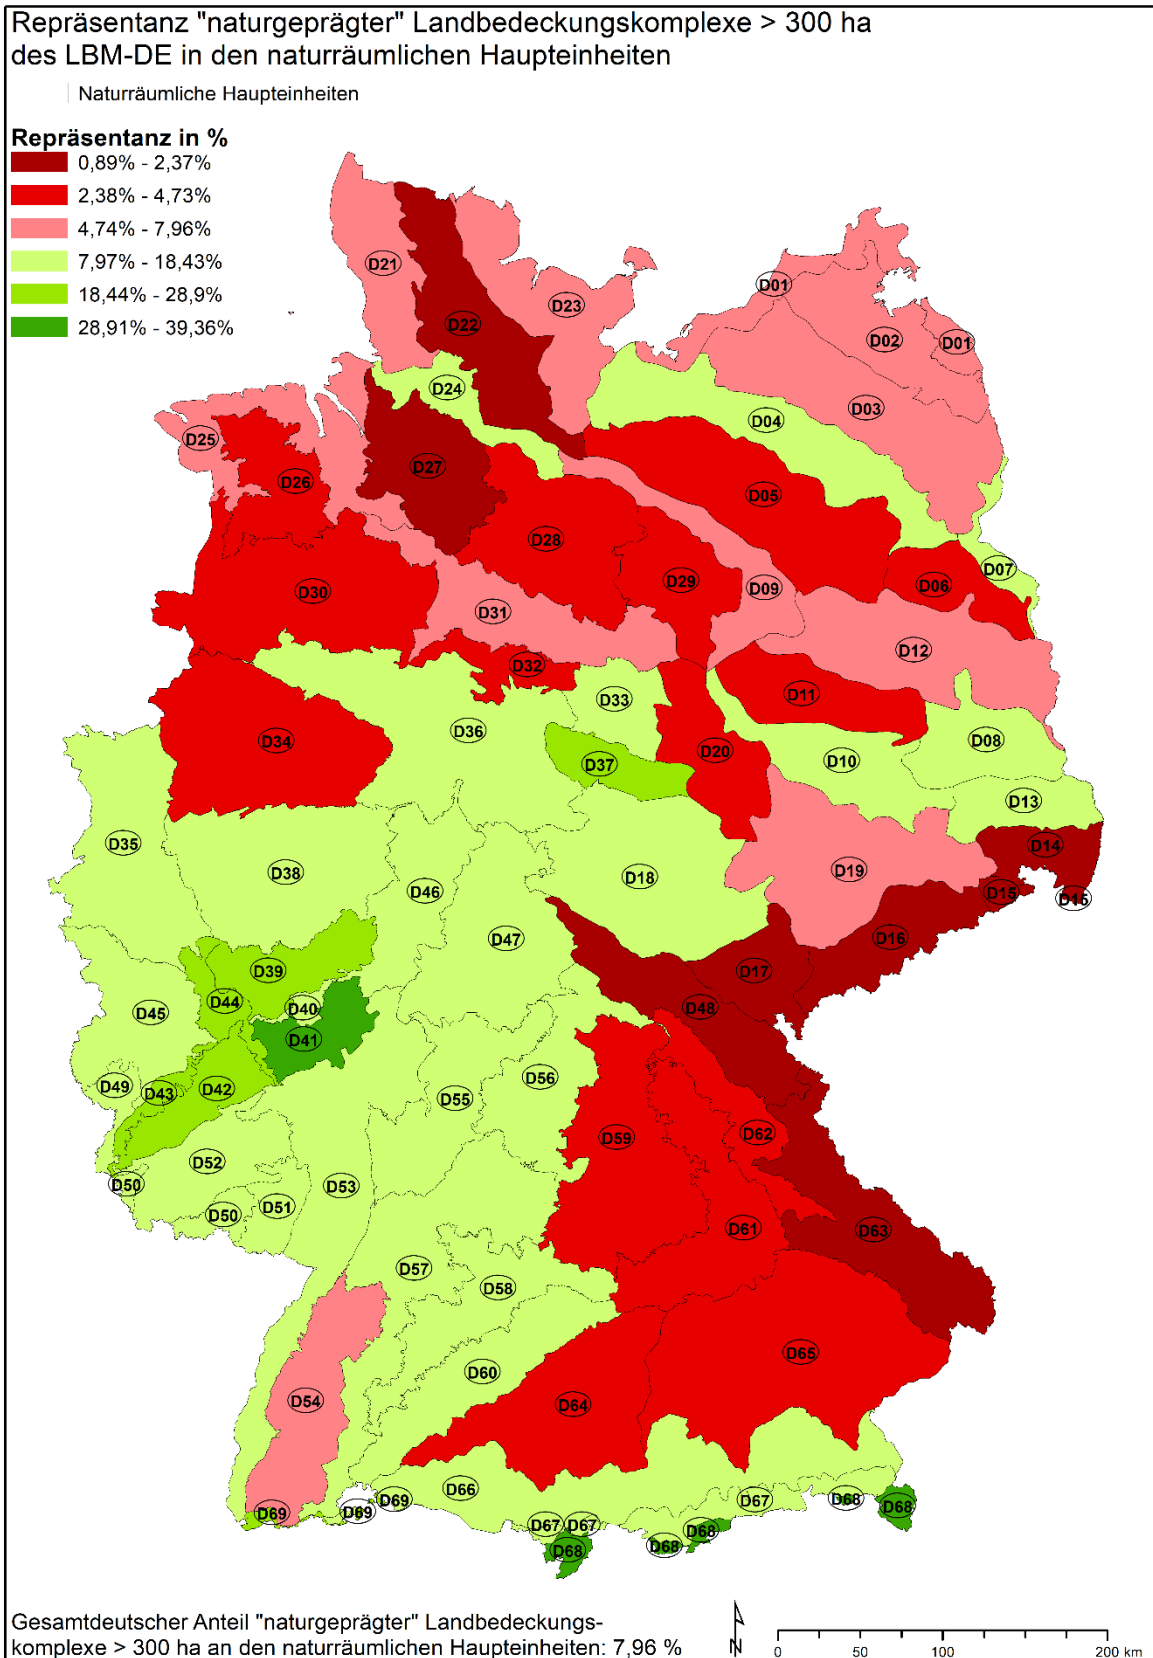 Repräsentanz "naturgeprägter" Landbedeckungskomplexe > 300 ha
des LBM-DE in den naturräumlichen Haupteinheiten
Naturräumliche Haupteinheiten
Repräsentanz in %
0,89% - 2,37%
2,38% - 4,73%
4,74% - 7,96%
7,97% - 18,43%
18,44% - 28,9%
28,91% - 39,36%
D21
D01
D23
D22
D02
D01
D24
D03
D04
D25
D27
D26
D05
D28
D07
D29
D06
D09
D30
D31
D12
D32
D11
D33
D36
D08
D34
D20
D10
D37
D13
D35
D14
D38
D19
D18
D46
D15
D15
D47
D16
D39
D17
D44
D40
D48
D45
D41
D56
D49
D42
D43
D55
D62
D59
D52
D50
D53
D51
D50
D61
D63
D57
D58
D65
D60
D54
D64
D66
D69
D67
D68
D68
D69
D69
D67
D67
D68
D68
D68
Gesamtdeutscher Anteil "naturgeprägter" Landbedeckungs-
komplexe > 300 ha an den naturräumlichen Haupteinheiten: 7,96 %
N
0 50 100 200 km